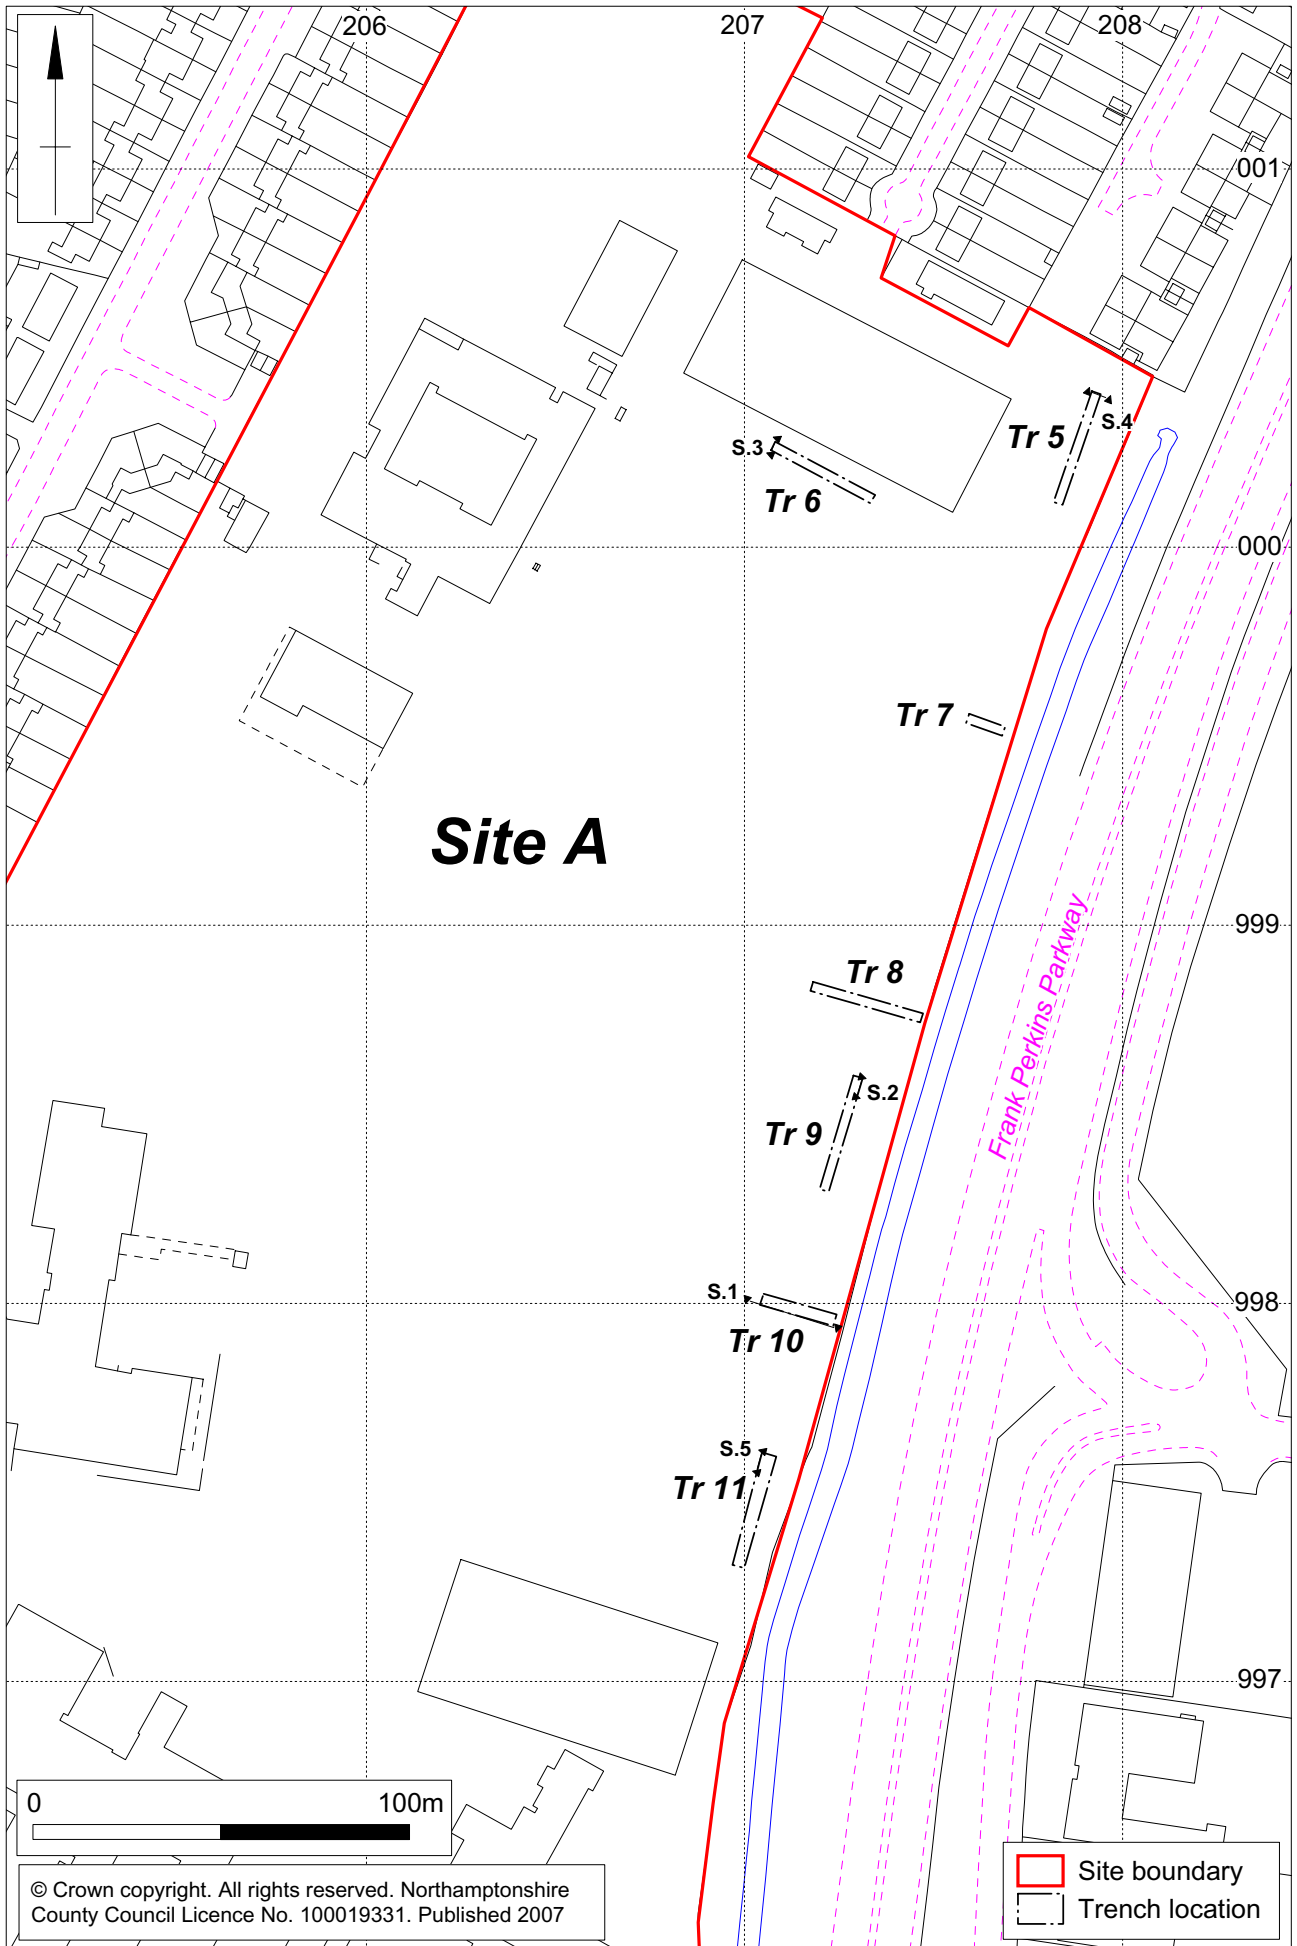 206
207
208
001
S.4
Tr 5
S.3
Tr 6
000
Tr 7
Site A
999
Tr 8
Frank Perkins Parkway
S.2
Tr 9
S.1
998
Tr 10
S.5
Tr 11
997
0
100m
Site boundary
Trench location
© Crown copyright. All rights reserved. Northamptonshire
County Council Licence No. 100019331. Published 2007